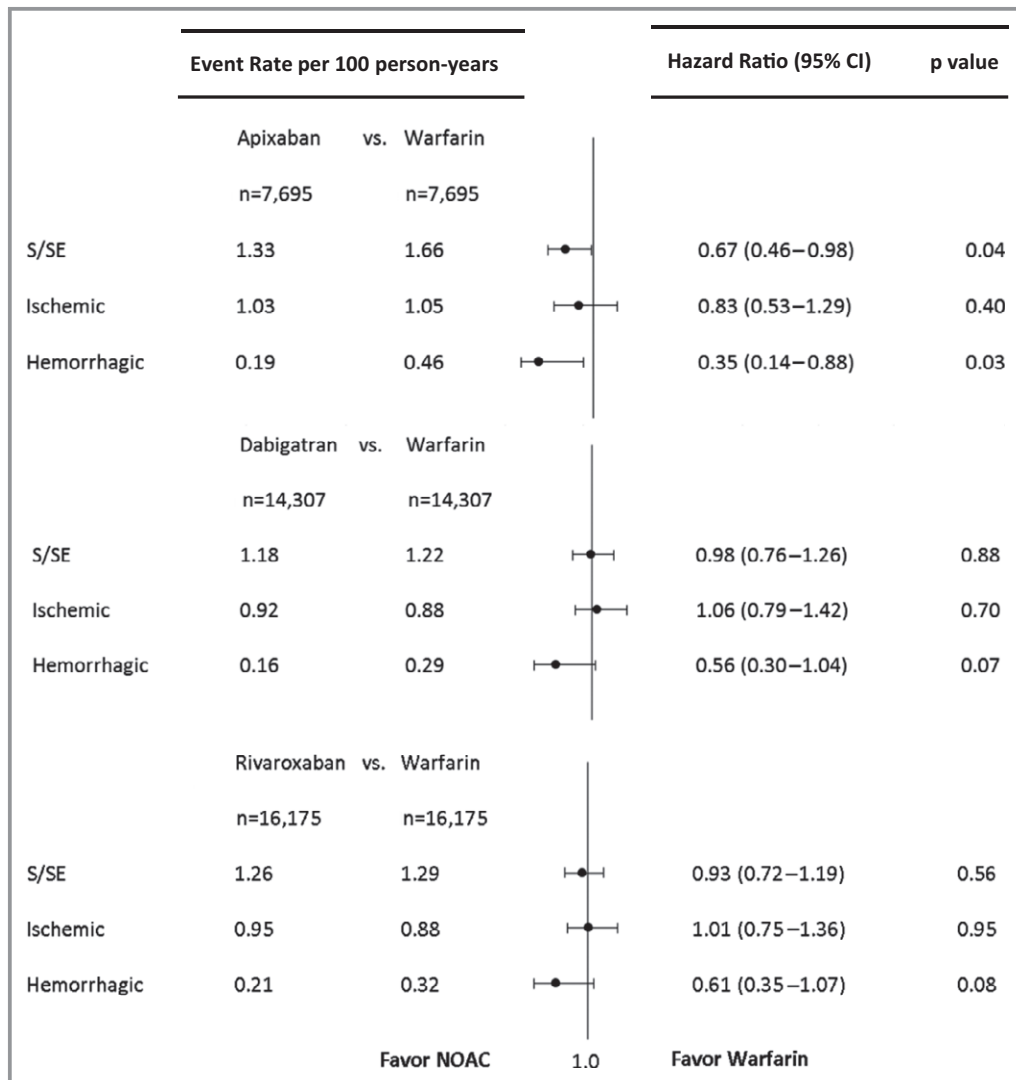 Event Rate per 100 person-years Hazard Ratio (95% CI) p value
Apixaban vs. Warfarin
n=7,695 n=7,695
S/SE 1.33 1.66 0.67 (0.46–0.98) 0.04
Ischemic 1.03 1.05 0.83 (0.53–1.29) 0.40
Hemorrhagic 0.19 0.46 0.35 (0.14–0.88) 0.03
Dabigatran vs. Warfarin
n=14,307 n=14,307
S/SE 1.18 1.22 0.98 (0.76–1.26) 0.88
Ischemic 0.92 0.88 1.06 (0.79–1.42) 0.70
Hemorrhagic 0.16 0.29 0.56 (0.30–1.04) 0.07
Rivaroxaban vs. Warfarin
n=16,175 n=16,175
S/SE 1.26 1.29 0.93 (0.72–1.19) 0.56
Ischemic 0.95 0.88 1.01 (0.75–1.36) 0.95
Hemorrhagic 0.21 0.32 0.61 (0.35–1.07) 0.08
Favor NOAC 1.0 Favor Warfarin